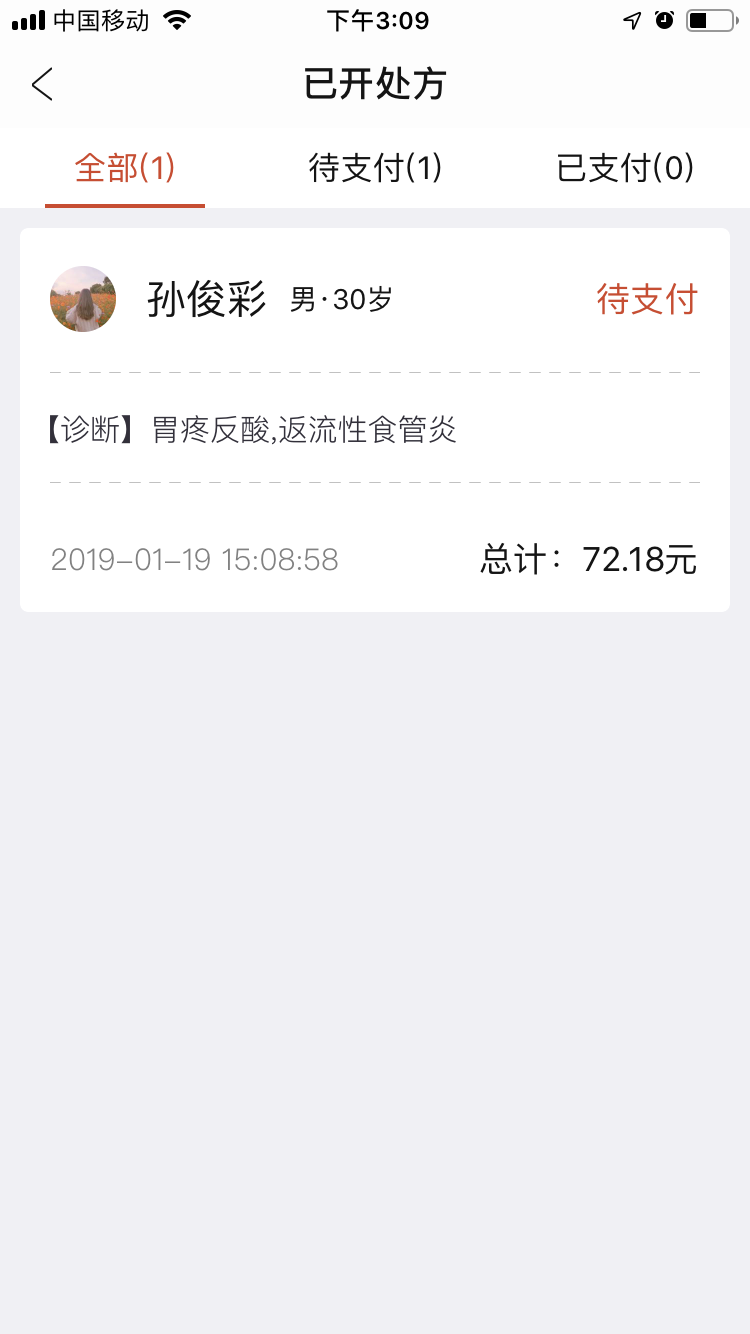 中国移动 下午3:09
已开处方
全部(1) 待支付(1) 已支付(0)
孙俊彩 男·30岁 待支付
【诊断】胃疼反酸,返流性食管炎
2019-01-19 15:08:58 总计：72.18元